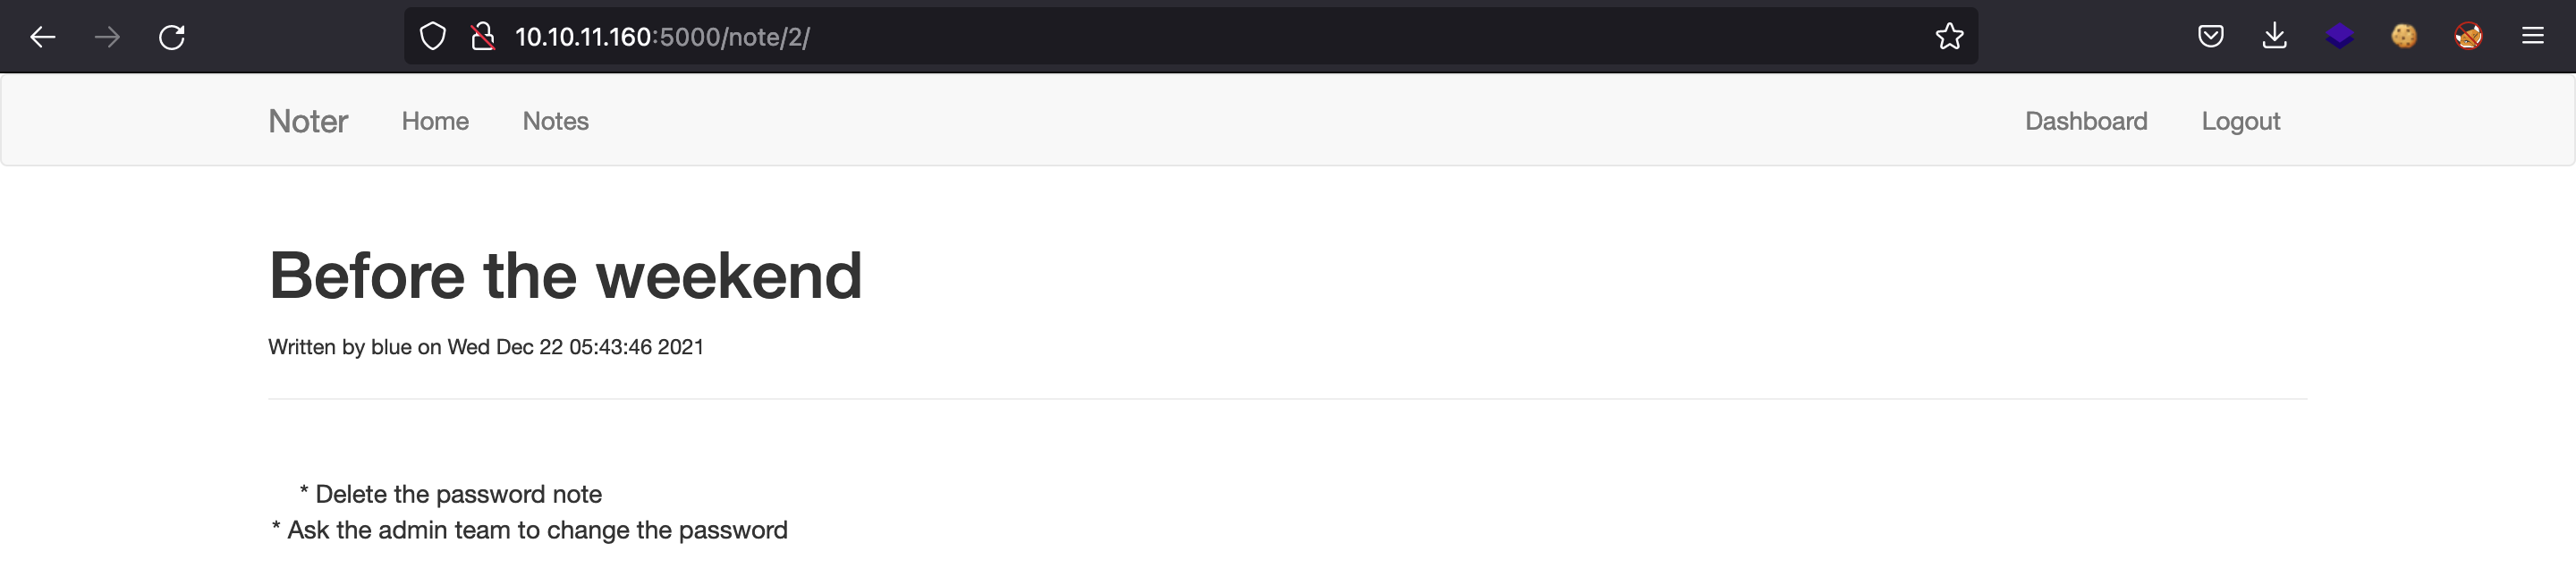 10.10.11.160:5000/note/2/
Noter Home Notes Dashboard Logout
Before the weekend
Written by blue on Wed Dec 22 05:43:46 2021
* Delete the password note
* Ask the admin team to change the password